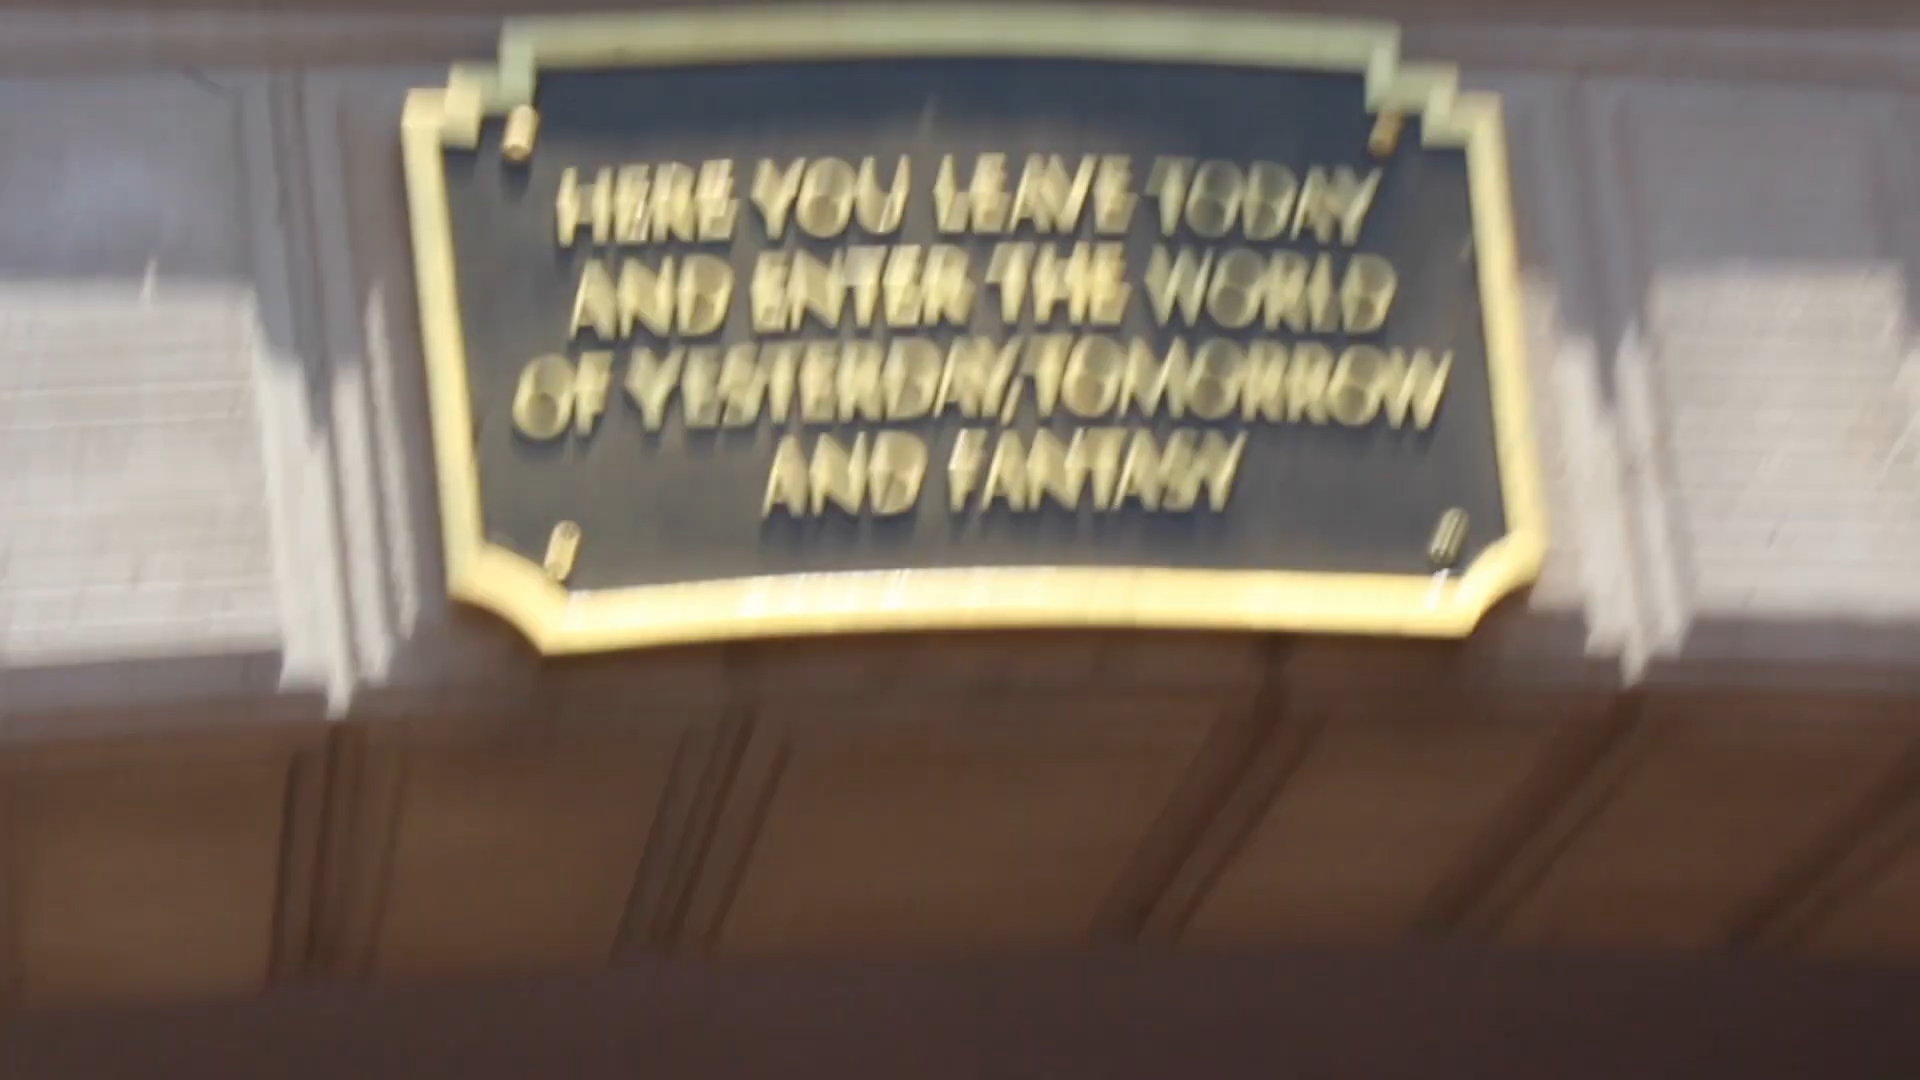 HERE YOU LEAVE TODAY
AND ENTER THE WORLD
OF YESTERDAY, TOMORROW
AND FANTASY